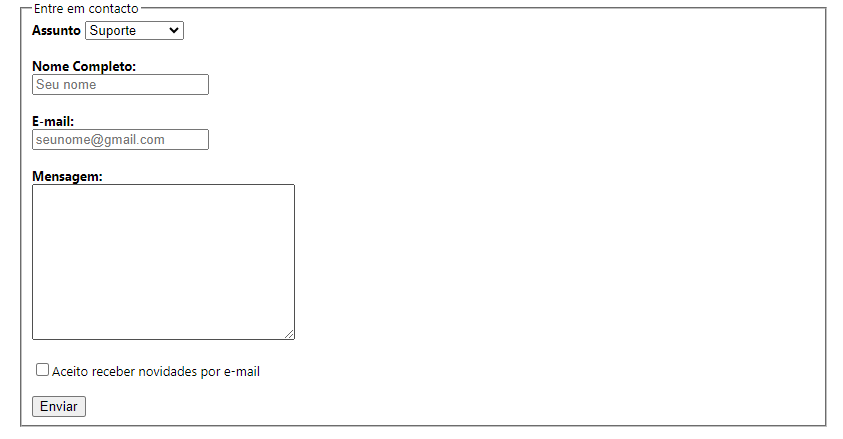 Entre em contacto
Assunto Suporte
Nome Completo:
Seu nome
E-mail:
seunome@gmail.com
Mensagem:
Aceito receber novidades por e-mail
Enviar